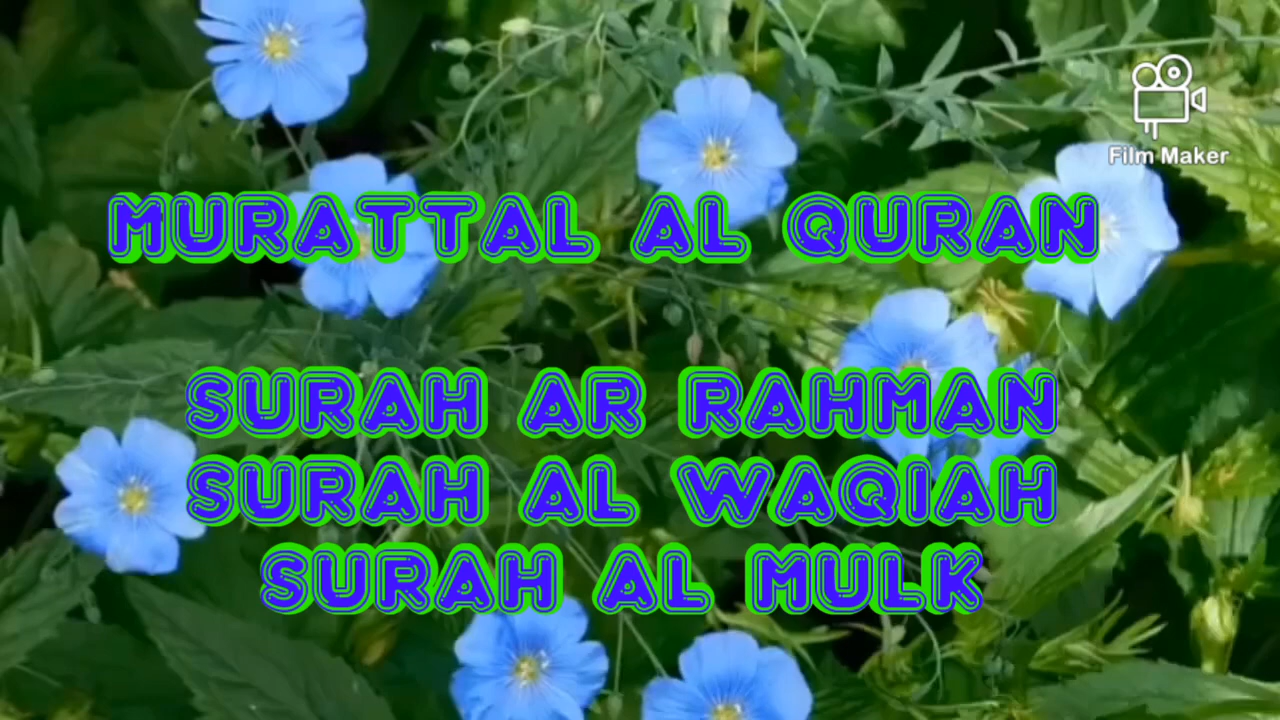 Film Maker
MURATTAL AL QURAN
SURAH AR RAHMAN
SURAH AL WAQIAH
SURAH AL MULK